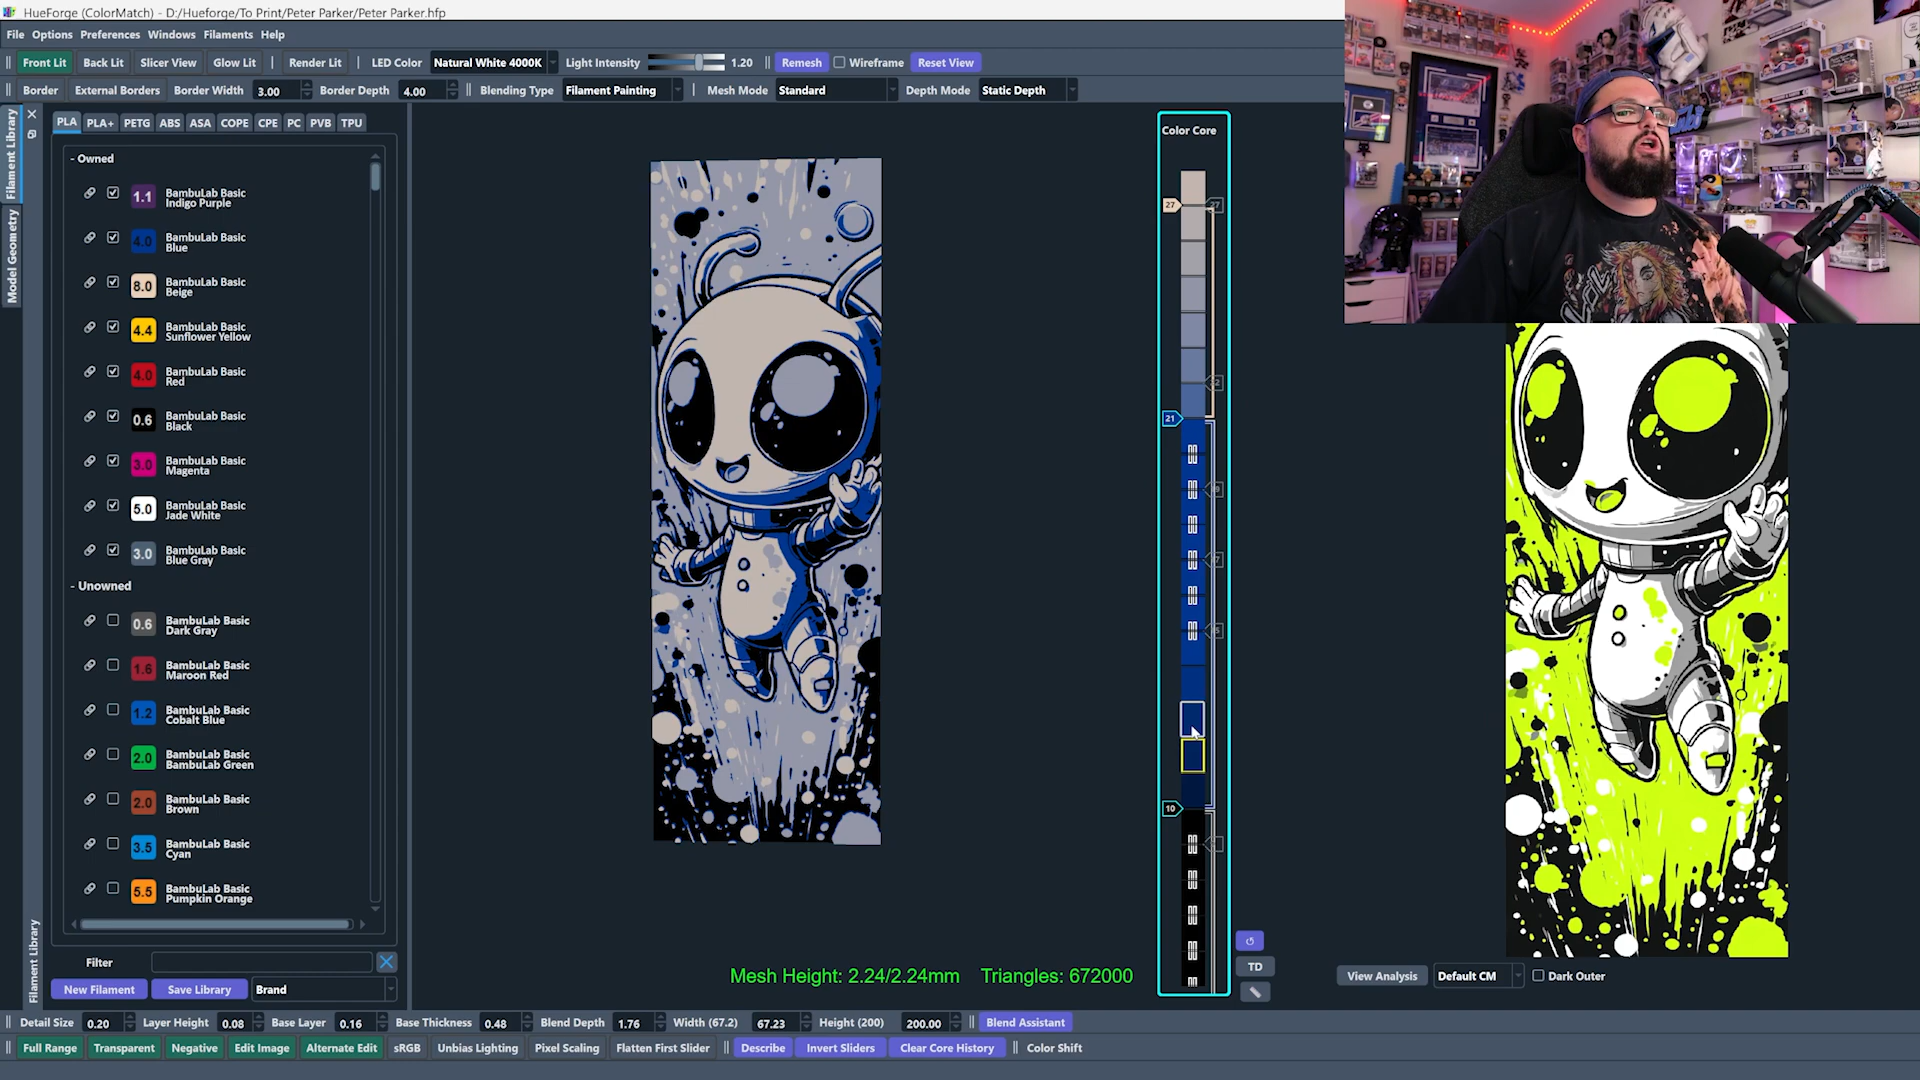 HueForge (ColorMatch) - D:/Hueforge/To Print/Peter Parker/Peter Parker.hfp
File Options Preferences Windows Filaments Help
Front Lit Back Lit Slicer View Glow Lit Render Lit LED Color Natural White 4000K Light Intensity 1.20 Remesh Wireframe Reset View
Border External Borders Border Width 3.00 Border Depth 4.00 Blending Type Filament Painting Mesh Mode Standard Depth Mode Static Depth
Filament Library
Model Geometry
PLA PLA+ PETG ABS ASA COPE CPE PC PVB TPU
- Owned
1.1 BambuLab Basic
Indigo Purple
4.0 BambuLab Basic
Blue
8.0 BambuLab Basic
Beige
4.4 BambuLab Basic
Sunflower Yellow
4.0 BambuLab Basic
Red
0.6 BambuLab Basic
Black
3.0 BambuLab Basic
Magenta
5.0 BambuLab Basic
Jade White
3.0 BambuLab Basic
Blue Gray
- Unowned
0.6 BambuLab Basic
Dark Gray
1.6 BambuLab Basic
Maroon Red
1.2 BambuLab Basic
Cobalt Blue
2.0 BambuLab Basic
BambuLab Green
2.0 BambuLab Basic
Brown
3.5 BambuLab Basic
Cyan
5.5 BambuLab Basic
Pumpkin Orange
Filter
New Filament Save Library Brand
Filament Library
Color Core
27
21
10
TD
Mesh Height: 2.24/2.24mm Triangles: 672000
View Analysis Default CM Dark Outer
Detail Size 0.20 Layer Height 0.08 Base Layer 0.16 Base Thickness 0.48 Blend Depth 1.76 Width (67.2) 67.23 Height (200) 200.00 Blend Assistant
Full Range Transparent Negative Edit Image Alternate Edit sRGB Unbias Lighting Pixel Scaling Flatten First Slider Describe Invert Sliders Clear Core History Color Shift